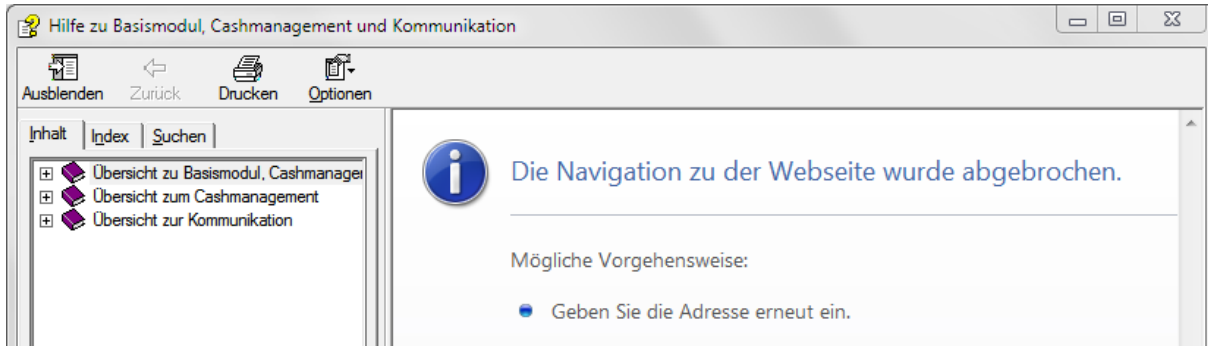 Hilfe zu Basismodul, Cashmanagement und Kommunikation
Ausblenden Zurück Drucken Optionen
Inhalt Index Suchen
Übersicht zu Basismodul, Cashmanager
Übersicht zum Cashmanagement
Übersicht zur Kommunikation
Die Navigation zu der Webseite wurde abgebrochen.
Mögliche Vorgehensweise:
Geben Sie die Adresse erneut ein.